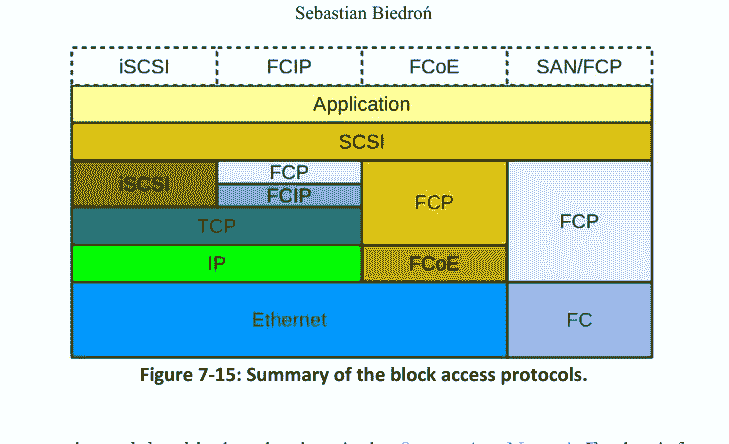 Sebastian Biedroń
iSCSI FCIP FCoE SAN/FCP
Application
SCSI
iSCSI
FCP
FCIP
FCP
FCP
TCP
IP
FCoE
Ethernet
FC
Figure 7-15: Summary of the block access protocols.